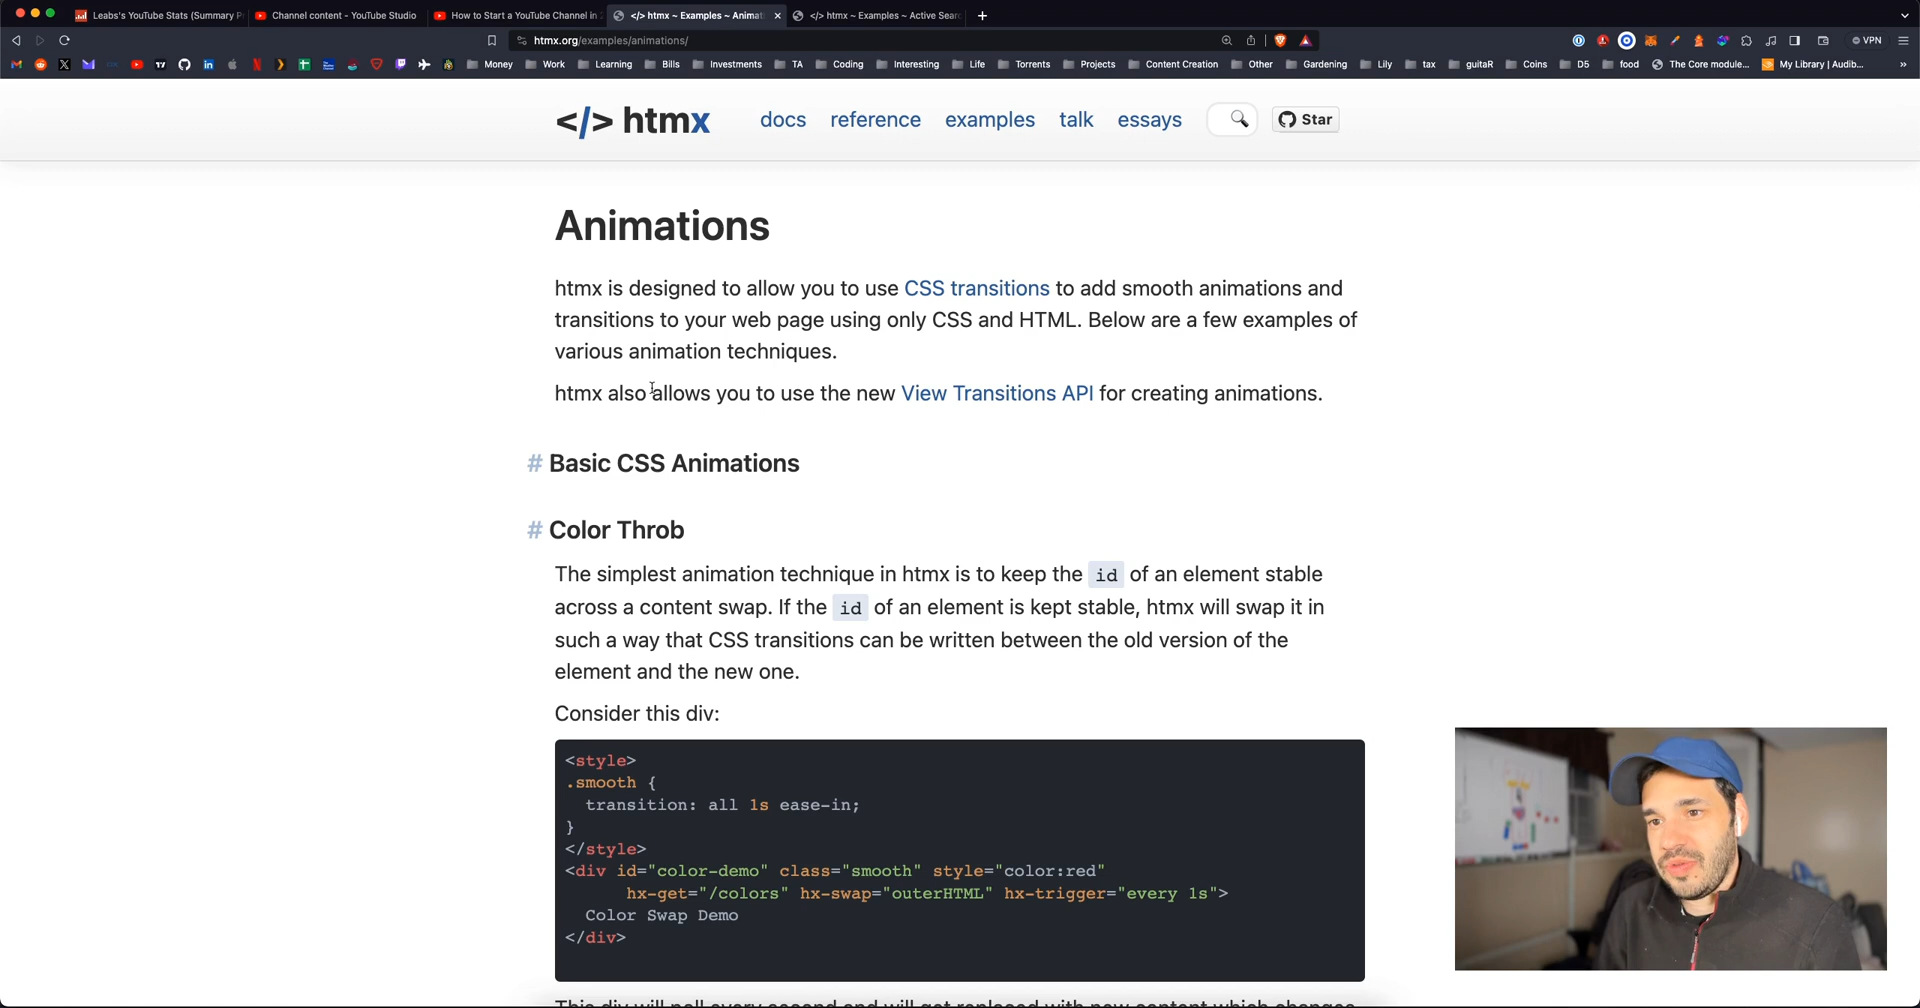 Leabs's YouTube Stats (Summary P
Channel content - YouTube Studio
How to Start a YouTube Channel in
</> htmx ~ Examples ~ Animati
</> htmx ~ Examples ~ Active Sear
htmx.org/examples/animations/
VPN
Money Work Learning Bills Investments TA Coding Interesting Life Torrents Projects Content Creation Other Gardening Lily tax guitaR Coins D5 food The Core module... My Library | Audib... »
</> htmx docs reference examples talk essays Star
Animations
htmx is designed to allow you to use CSS transitions to add smooth animations and
transitions to your web page using only CSS and HTML. Below are a few examples of
various animation techniques.
htmx also allows you to use the new View Transitions API for creating animations.
# Basic CSS Animations
# Color Throb
The simplest animation technique in htmx is to keep the id of an element stable
across a content swap. If the id of an element is kept stable, htmx will swap it in
such a way that CSS transitions can be written between the old version of the
element and the new one.
Consider this div:
<style>
.smooth {
transition: all 1s ease-in;
}
</style>
<div id="color-demo" class="smooth" style="color:red"
hx-get="/colors" hx-swap="outerHTML" hx-trigger="every 1s">
Color Swap Demo
</div>
This div will poll every second and will get replaced with new content which changes